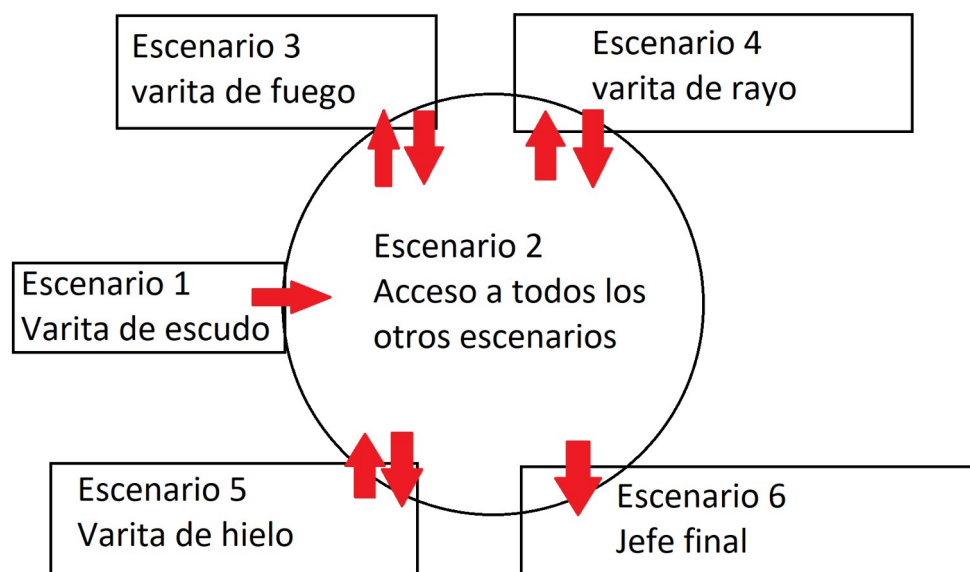 Escenario 3
varita de fuego
Escenario 4
varita de rayo
Escenario 2
Acceso a todos los
otros escenarios
Escenario 1
Varita de escudo
Escenario 5
Varita de hielo
Escenario 6
Jefe final